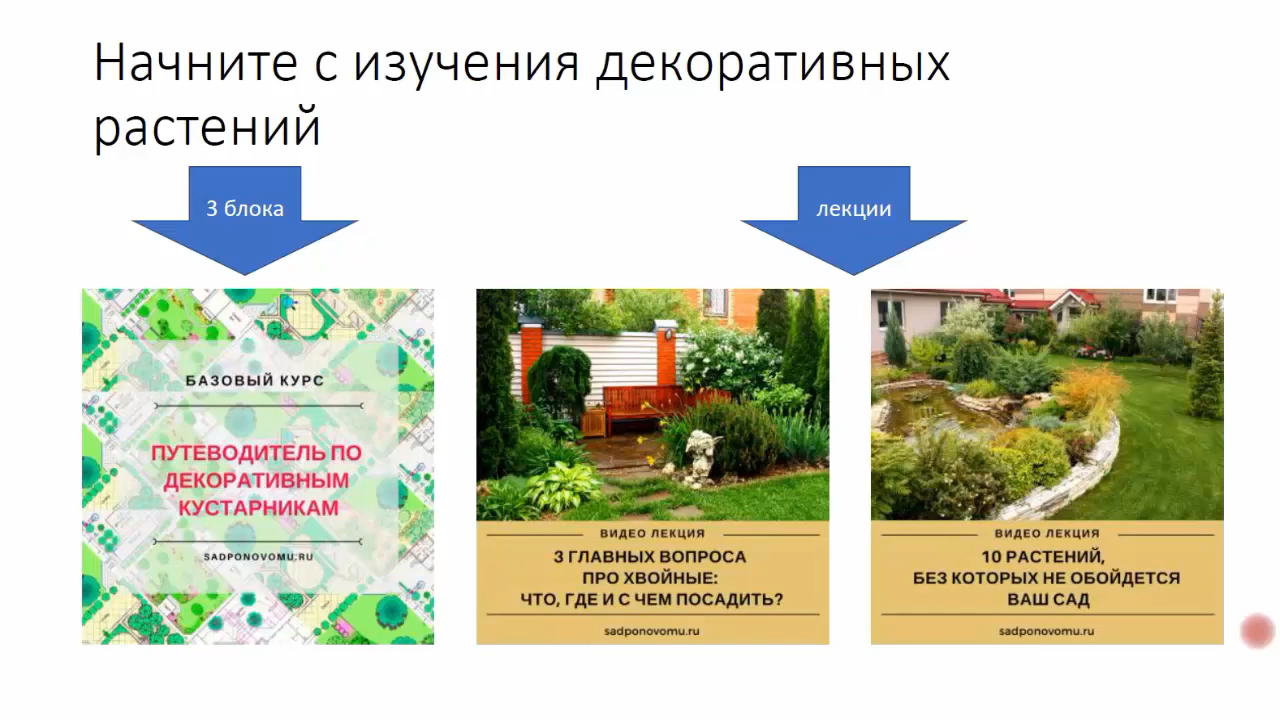 Начните с изучения декоративных
растений
3 блока
лекции
БАЗОВЫЙ КУРС
ПУТЕВОДИТЕЛЬ ПО
ДЕКОРАТИВНЫМ
КУСТАРНИКАМ
SADPONOVOMU.RU
ВИДЕО ЛЕКЦИЯ
3 ГЛАВНЫХ ВОПРОСА
ПРО ХВОЙНЫЕ:
ЧТО, ГДЕ И С ЧЕМ ПОСАДИТЬ?
sadponovomu.ru
ВИДЕО ЛЕКЦИЯ
10 РАСТЕНИЙ,
БЕЗ КОТОРЫХ НЕ ОБОЙДЕТСЯ
ВАШ САД
sadponovomu.ru